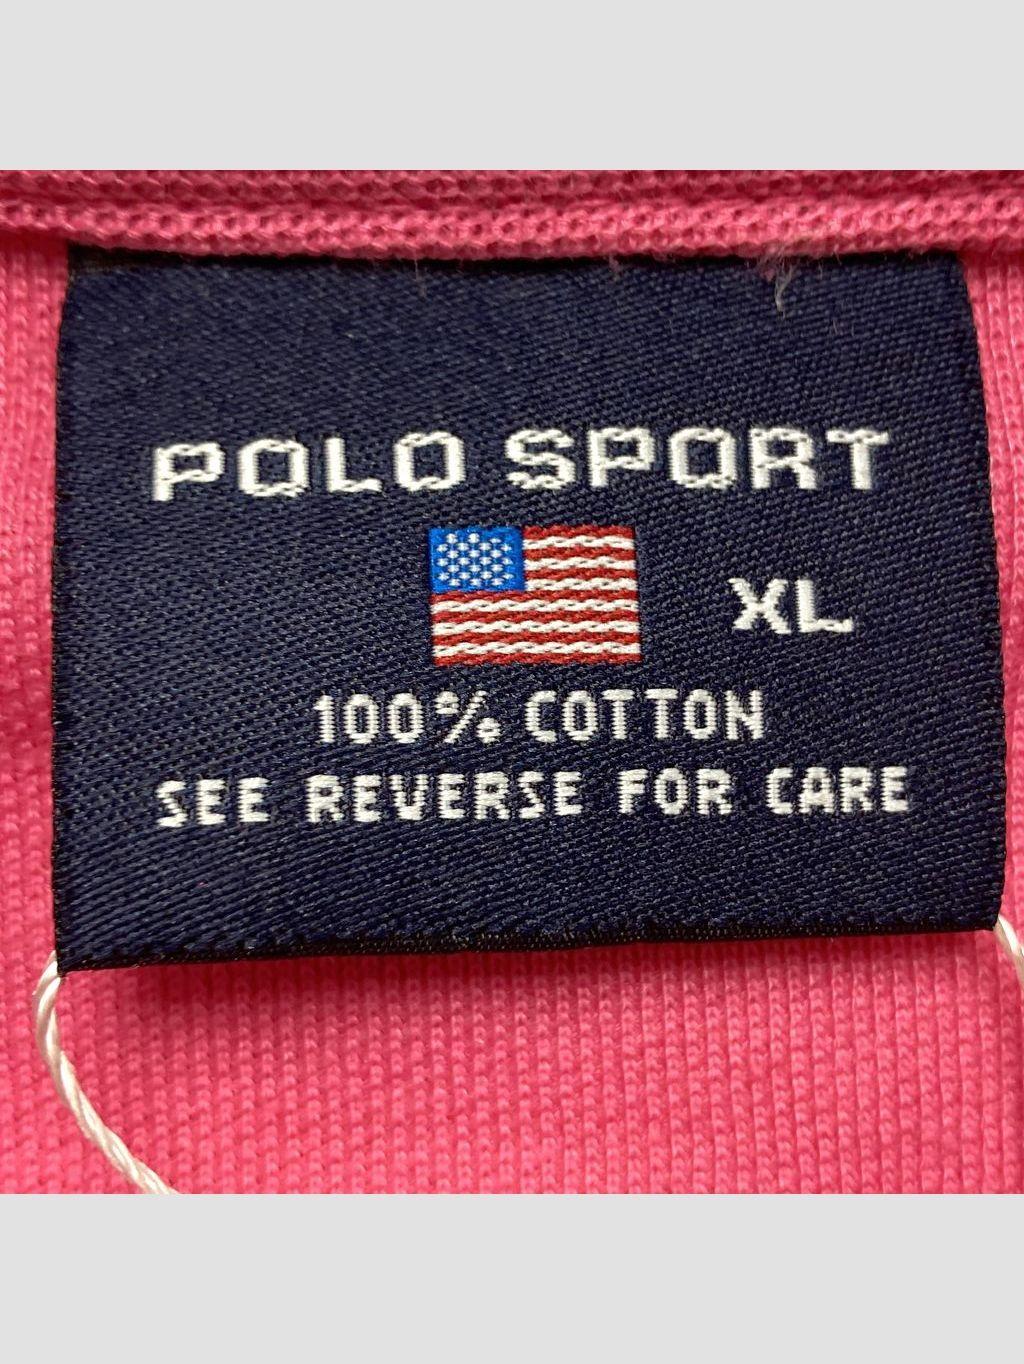 POLO SPORT
XL
100% COTTON
SEE REVERSE FOR CARE